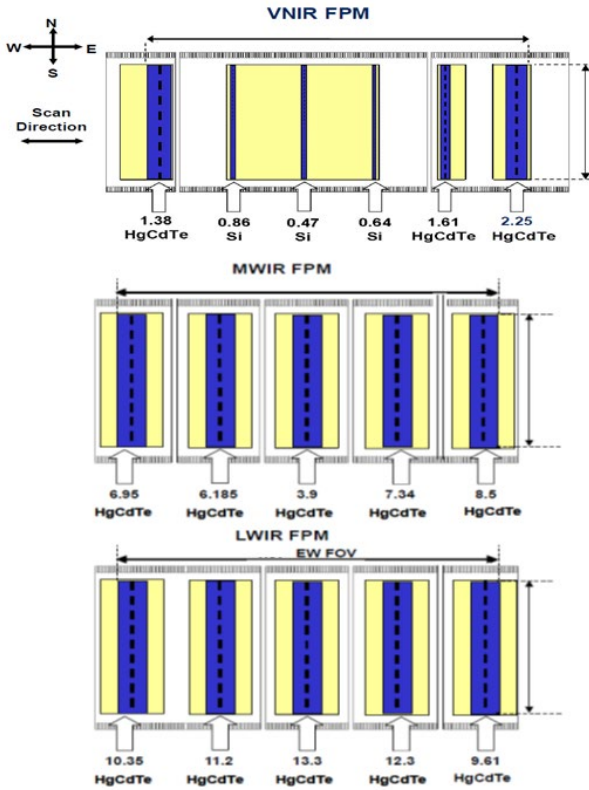 VNIR FPM
N
W E
S
Scan
Direction
1.38 0.86 0.47 0.64 1.61 2.25
HgCdTe Si Si Si HgCdTe HgCdTe
MWIR FPM
6.95 6.185 3.9 7.34 8.5
HgCdTe HgCdTe HgCdTe HgCdTe HgCdTe
LWIR FPM
EW FOV
10.35 11.2 13.3 12.3 9.61
HgCdTe HgCdTe HgCdTe HgCdTe HgCdTe